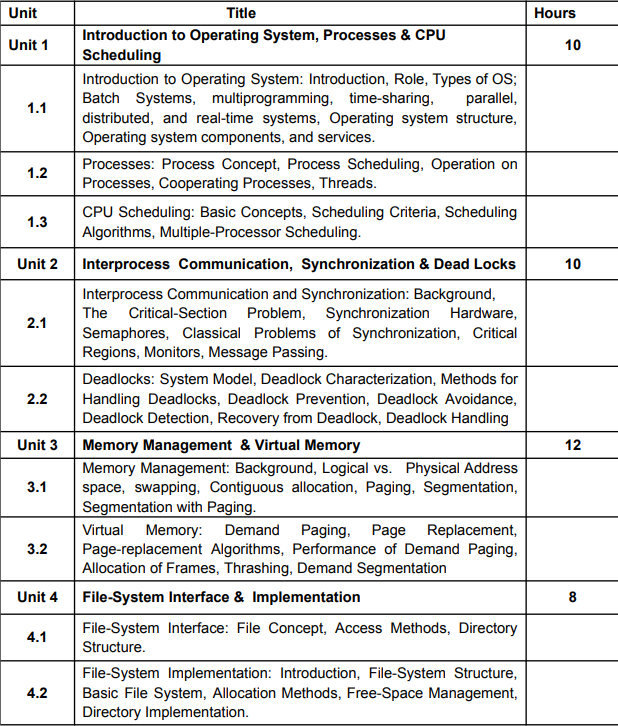 Unit Title Hours
Unit 1 Introduction to Operating System, Processes & CPU Scheduling 10
1.1 Introduction to Operating System: Introduction, Role, Types of OS;
Batch Systems, multiprogramming, time-sharing, parallel,
distributed, and real-time systems, Operating system structure,
Operating system components, and services.
1.2 Processes: Process Concept, Process Scheduling, Operation on
Processes, Cooperating Processes, Threads.
1.3 CPU Scheduling: Basic Concepts, Scheduling Criteria, Scheduling
Algorithms, Multiple-Processor Scheduling.
Unit 2 Interprocess Communication, Synchronization & Dead Locks 10
2.1 Interprocess Communication and Synchronization: Background,
The Critical-Section Problem, Synchronization Hardware,
Semaphores, Classical Problems of Synchronization, Critical
Regions, Monitors, Message Passing.
2.2 Deadlocks: System Model, Deadlock Characterization, Methods for
Handling Deadlocks, Deadlock Prevention, Deadlock Avoidance,
Deadlock Detection, Recovery from Deadlock, Deadlock Handling
Unit 3 Memory Management & Virtual Memory 12
3.1 Memory Management: Background, Logical vs. Physical Address
space, swapping, Contiguous allocation, Paging, Segmentation,
Segmentation with Paging.
3.2 Virtual Memory: Demand Paging, Page Replacement,
Page-replacement Algorithms, Performance of Demand Paging,
Allocation of Frames, Thrashing, Demand Segmentation
Unit 4 File-System Interface & Implementation 8
4.1 File-System Interface: File Concept, Access Methods, Directory
Structure.
4.2 File-System Implementation: Introduction, File-System Structure,
Basic File System, Allocation Methods, Free-Space Management,
Directory Implementation.